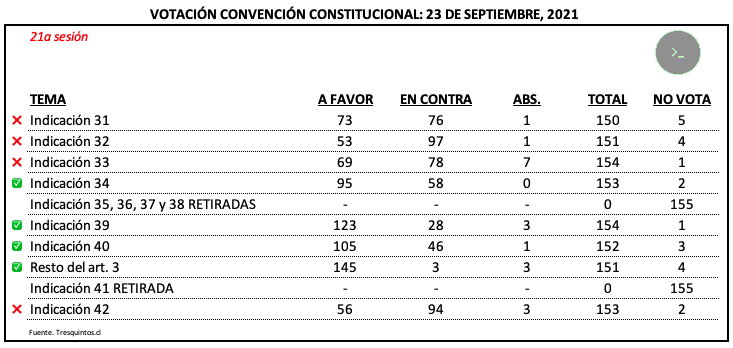 VOTACIÓN CONVENCIÓN CONSTITUCIONAL: 23 DE SEPTIEMBRE, 2021
21a sesión
>_
TEMA A FAVOR EN CONTRA ABS. TOTAL NO VOTA
❌ Indicación 31 73 76 1 150 5
❌ Indicación 32 53 97 1 151 4
❌ Indicación 33 69 78 7 154 1
✅ Indicación 34 95 58 0 153 2
Indicación 35, 36, 37 y 38 RETIRADAS - - - 0 155
✅ Indicación 39 123 28 3 154 1
✅ Indicación 40 105 46 1 152 3
✅ Resto del art. 3 145 3 3 151 4
Indicación 41 RETIRADA - - - 0 155
❌ Indicación 42 56 94 3 153 2
Fuente. Tresquintos.cl